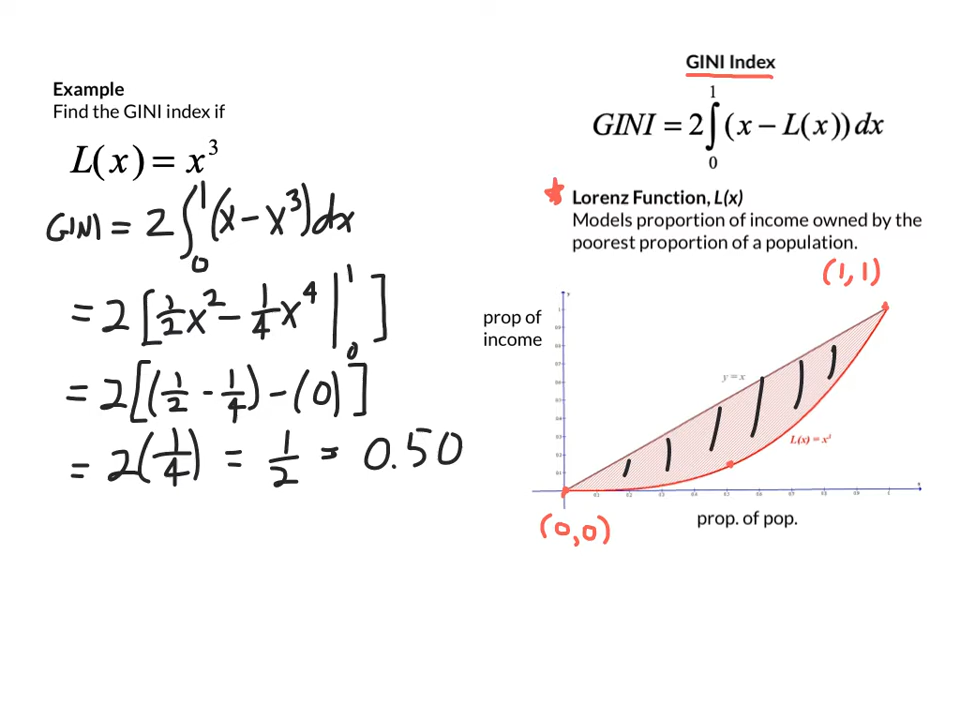 Example
Find the GINI index if
L(x) = x³
GINI = 2∫₀¹(x − x³)dx
= 2[½x² − ¼x⁴|₀¹]
= 2[(½ - ¼) − (0)]
= 2(¼) = ½ = 0.50
GINI Index
GINI = 2∫₀¹(x − L(x))dx
Lorenz Function, L(x)
Models proportion of income owned by the
poorest proportion of a population.
(1,1)
prop of
income
y = x
L(x) = x³
(0,0)
prop. of pop.